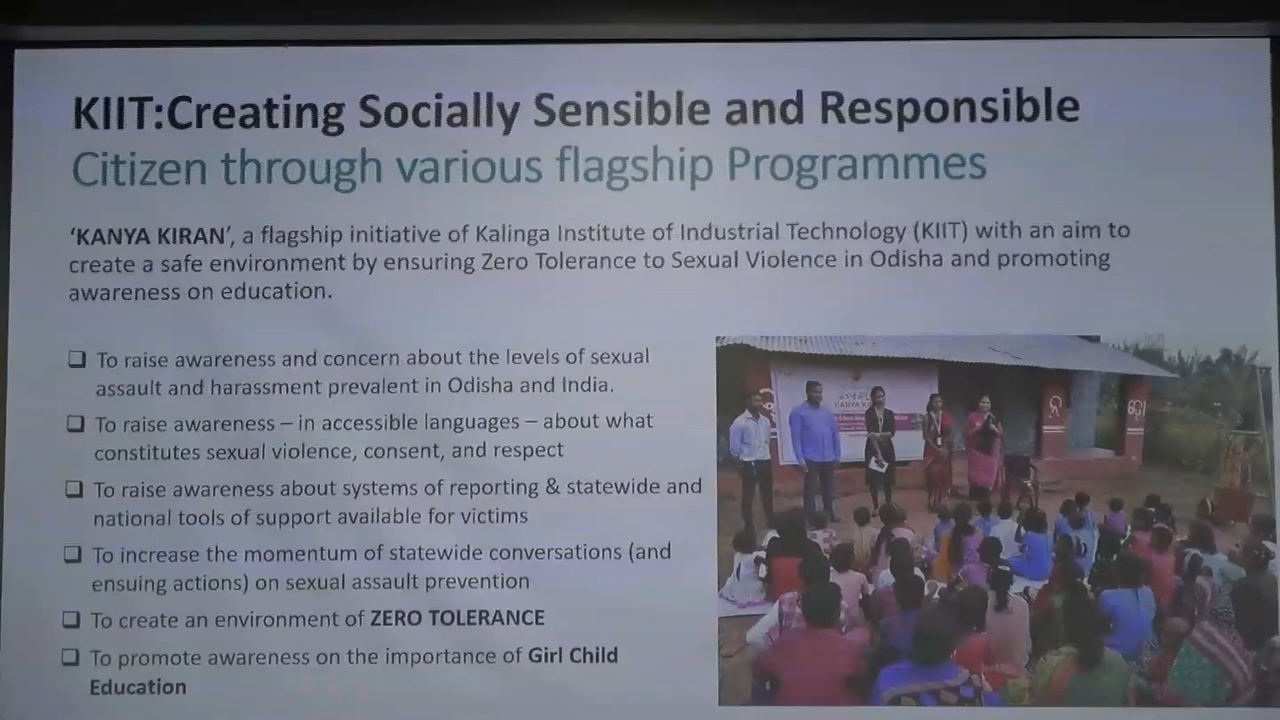 KIIT:Creating Socially Sensible and Responsible
Citizen through various flagship Programmes
‘KANYA KIRAN’, a flagship initiative of Kalinga Institute of Industrial Technology (KIIT) with an aim to
create a safe environment by ensuring Zero Tolerance to Sexual Violence in Odisha and promoting
awareness on education.
❑ To raise awareness and concern about the levels of sexual
assault and harassment prevalent in Odisha and India.
❑ To raise awareness – in accessible languages – about what
constitutes sexual violence, consent, and respect
❑ To raise awareness about systems of reporting & statewide and
national tools of support available for victims
❑ To increase the momentum of statewide conversations (and
ensuing actions) on sexual assault prevention
❑ To create an environment of ZERO TOLERANCE
❑ To promote awareness on the importance of Girl Child
Education